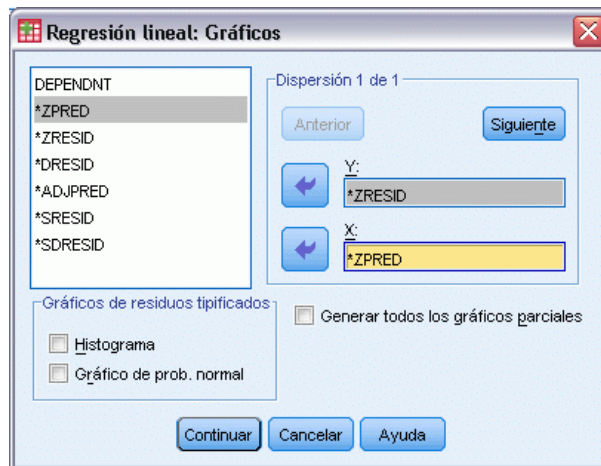 Regresión lineal: Gráficos
DEPENDNT
*ZPRED
*ZRESID
*DRESID
*ADJPRED
*SRESID
*SDRESID
Dispersión 1 de 1
Anterior
Siguiente
Y:
*ZRESID
X:
*ZPRED
Gráficos de residuos tipificados
Histograma
Gráfico de prob. normal
Generar todos los gráficos parciales
Continuar
Cancelar
Ayuda